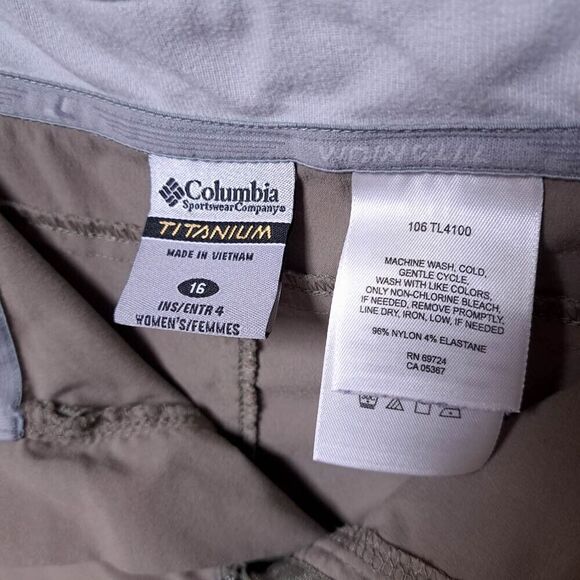 Columbia
Sportswear Company®
TITANIUM
MADE IN VIETNAM
16
INS/ENTR 4
WOMEN'S/FEMMES
106 TL4100
MACHINE WASH, COLD,
GENTLE CYCLE.
WASH WITH LIKE COLORS,
ONLY NON-CHLORINE BLEACH,
IF NEEDED. REMOVE PROMPTLY.
LINE DRY, IRON, LOW, IF NEEDED
96% NYLON 4% ELASTANE
RN 69724
CA 05367